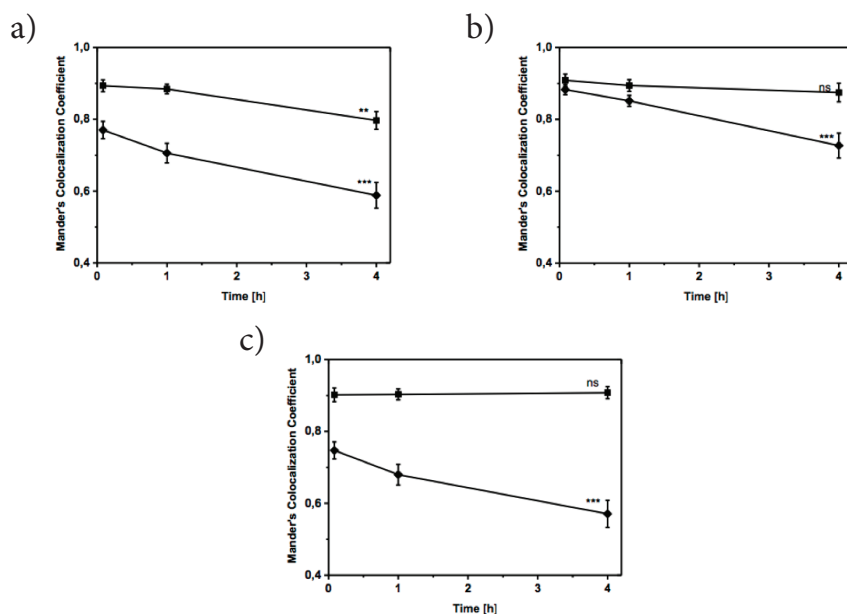 a)
Mander's Colocalization Coefficient
1,0
0,8
0,6
0,4
**
***
0 1 2 3 4
Time [h]
b)
Mander's Colocalization Coefficient
1,0
0,8
0,6
0,4
ns
***
0 1 2 3 4
Time [h]
c)
Mander's Colocalization Coefficient
1,0
0,8
0,6
0,4
ns
***
0 1 2 3 4
Time [h]